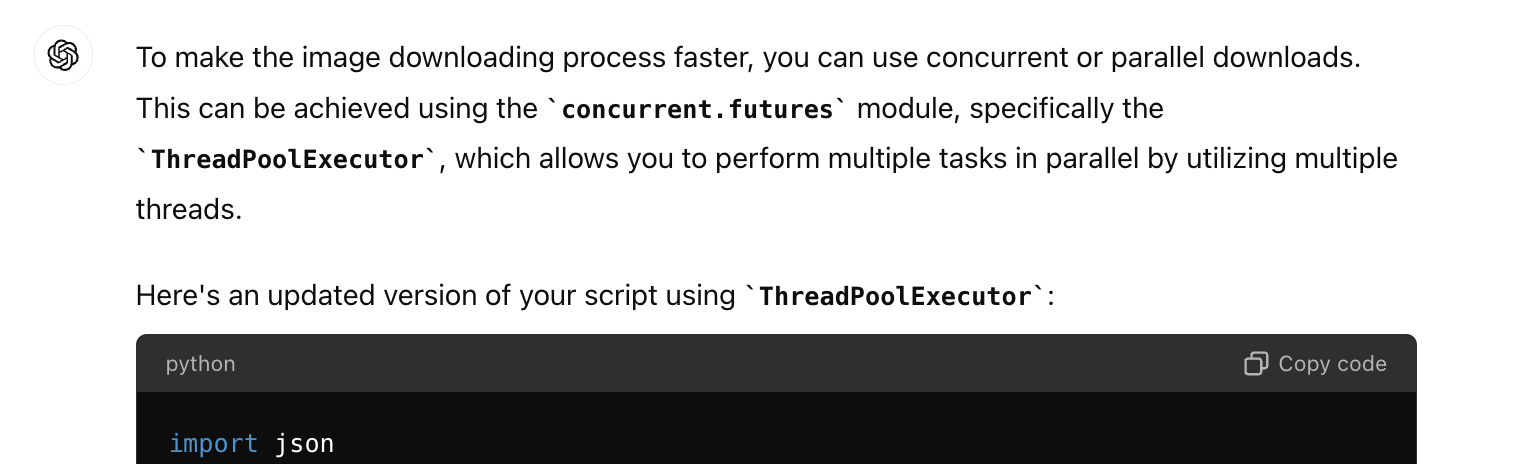 To make the image downloading process faster, you can use concurrent or parallel downloads.
This can be achieved using the `concurrent.futures` module, specifically the
`ThreadPoolExecutor`, which allows you to perform multiple tasks in parallel by utilizing multiple
threads.
Here's an updated version of your script using `ThreadPoolExecutor`:
python Copy code
import json